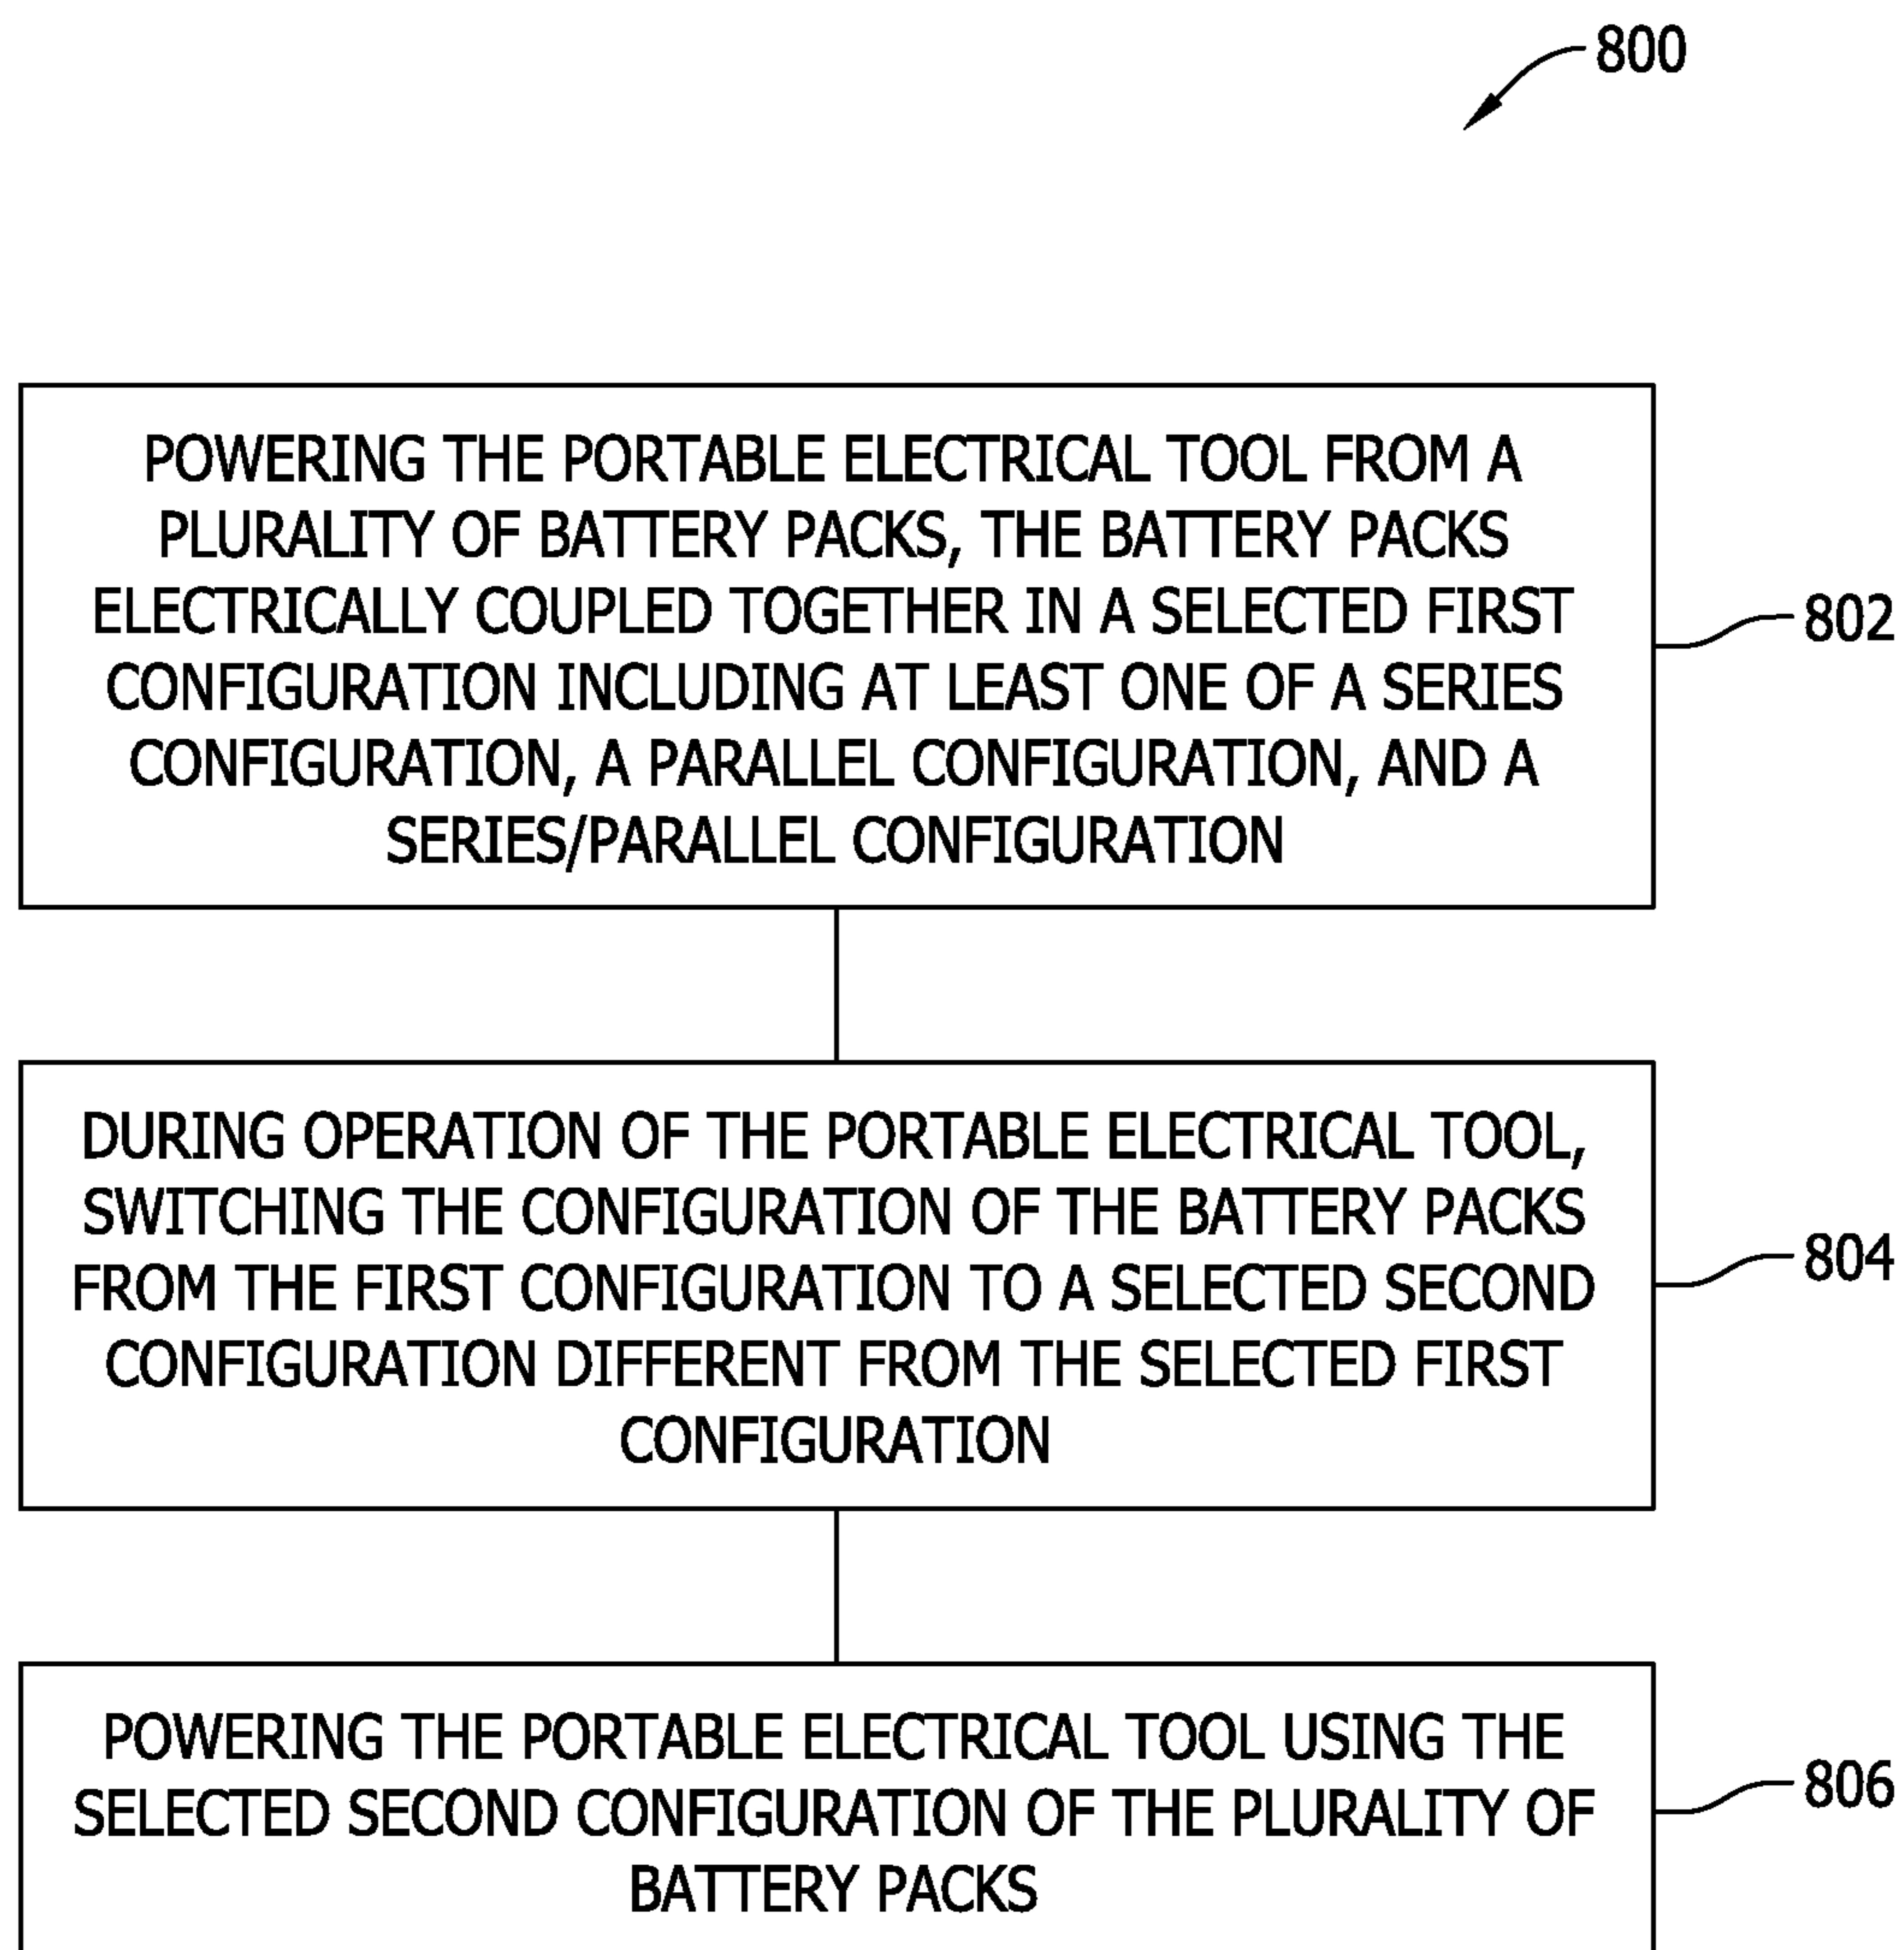 800
POWERING THE PORTABLE ELECTRICAL TOOL FROM A
PLURALITY OF BATTERY PACKS, THE BATTERY PACKS
ELECTRICALLY COUPLED TOGETHER IN A SELECTED FIRST
CONFIGURATION INCLUDING AT LEAST ONE OF A SERIES
CONFIGURATION, A PARALLEL CONFIGURATION, AND A
SERIES/PARALLEL CONFIGURATION
802
DURING OPERATION OF THE PORTABLE ELECTRICAL TOOL,
SWITCHING THE CONFIGURATION OF THE BATTERY PACKS
FROM THE FIRST CONFIGURATION TO A SELECTED SECOND
CONFIGURATION DIFFERENT FROM THE SELECTED FIRST
CONFIGURATION
804
POWERING THE PORTABLE ELECTRICAL TOOL USING THE
SELECTED SECOND CONFIGURATION OF THE PLURALITY OF
BATTERY PACKS
806